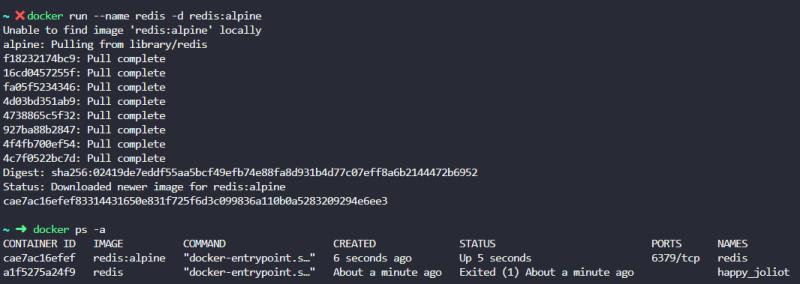 ~ ❌docker run --name redis -d redis:alpine
Unable to find image 'redis:alpine' locally
alpine: Pulling from library/redis
f18232174bc9: Pull complete
16cd0457255f: Pull complete
fa05f5234346: Pull complete
4d03bd351ab9: Pull complete
4738865c5f32: Pull complete
927ba88b2847: Pull complete
4f4fb700ef54: Pull complete
4c7f0522bc7d: Pull complete
Digest: sha256:02419de7eddf55aa5bcf49efb74e88fa8d931b4d77c07eff8a6b2144472b6952
Status: Downloaded newer image for redis:alpine
cae7ac16efef83314431650e831f725f6d3c099836a110b0a5283209294e6ee3
~ ➜ docker ps -a
CONTAINER ID IMAGE COMMAND CREATED STATUS PORTS NAMES
cae7ac16efef redis:alpine "docker-entrypoint.s…" 6 seconds ago Up 5 seconds 6379/tcp redis
a1f5275a24f9 redis "docker-entrypoint.s…" About a minute ago Exited (1) About a minute ago happy_joliot